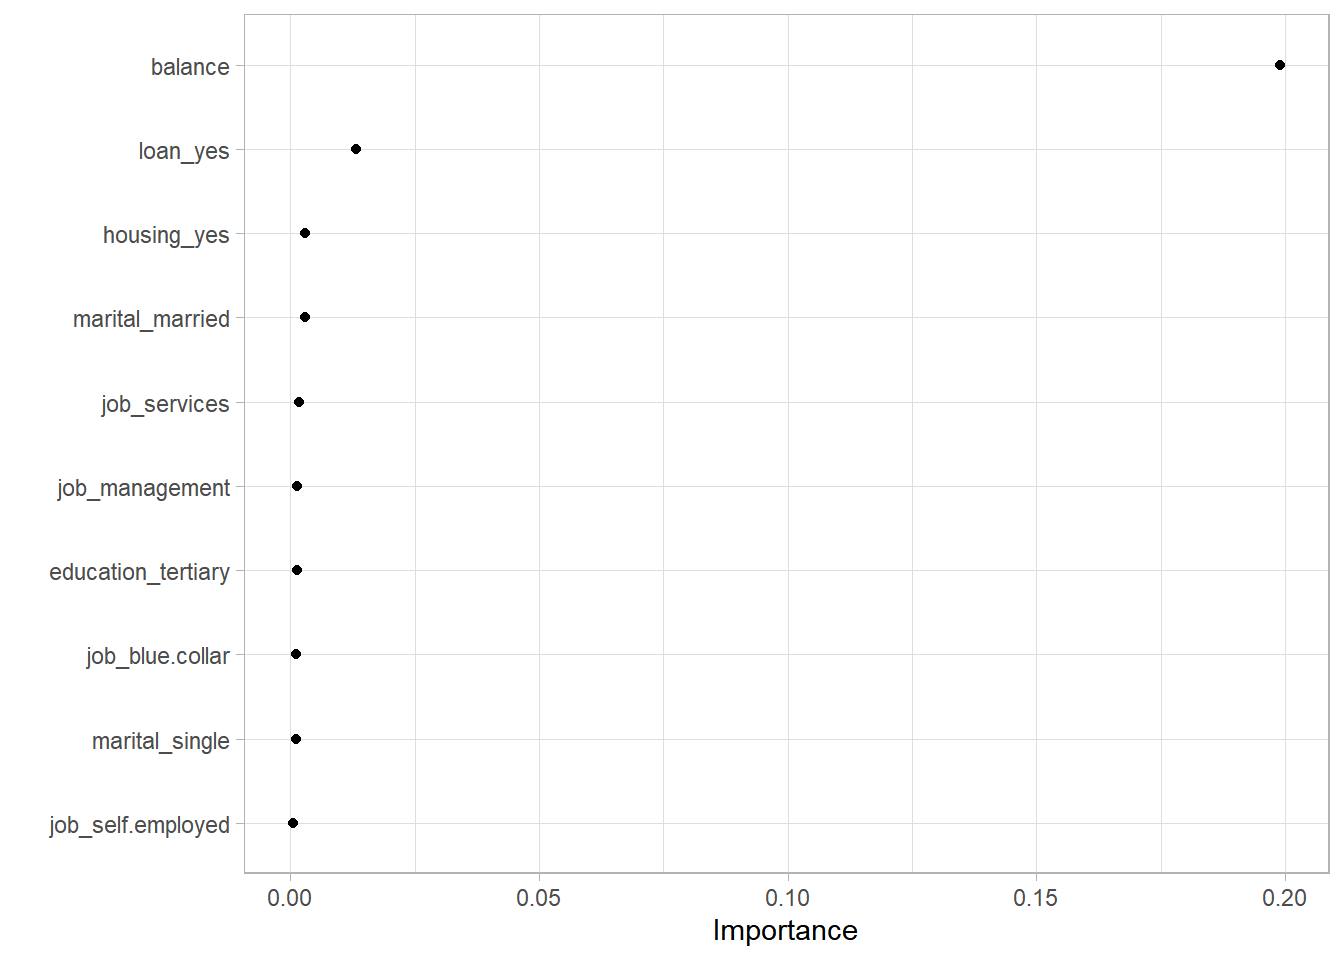 balance
loan_yes
housing_yes
marital_married
job_services
job_management
education_tertiary
job_blue.collar
marital_single
job_self.employed
0.00 0.05 0.10 0.15 0.20
Importance